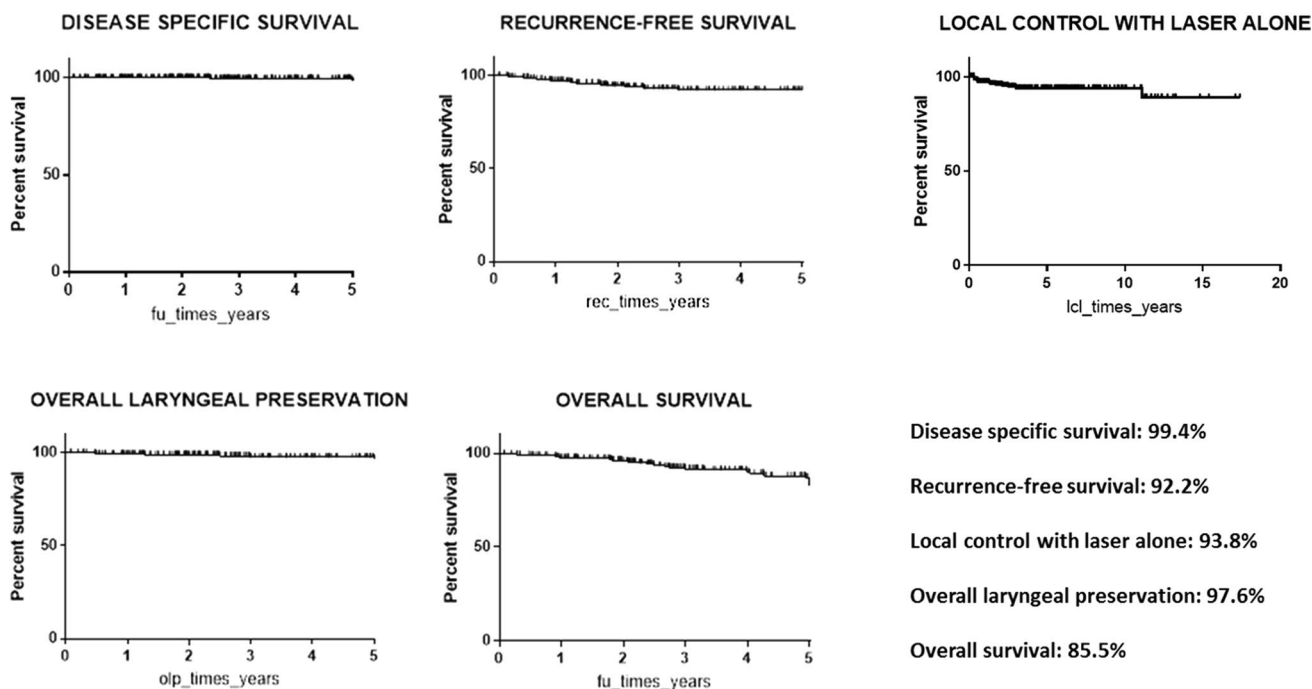 DISEASE SPECIFIC SURVIVAL
Percent survival
100
50
0
0 1 2 3 4 5
fu_times_years
RECURRENCE-FREE SURVIVAL
Percent survival
100
50
0
0 1 2 3 4 5
rec_times_years
LOCAL CONTROL WITH LASER ALONE
Percent survival
100
50
0
0 5 10 15 20
lcl_times_years
OVERALL LARYNGEAL PRESERVATION
Percent survival
100
50
0
0 1 2 3 4 5
olp_times_years
OVERALL SURVIVAL
Percent survival
100
50
0
0 1 2 3 4 5
fu_times_years
Disease specific survival: 99.4%
Recurrence-free survival: 92.2%
Local control with laser alone: 93.8%
Overall laryngeal preservation: 97.6%
Overall survival: 85.5%